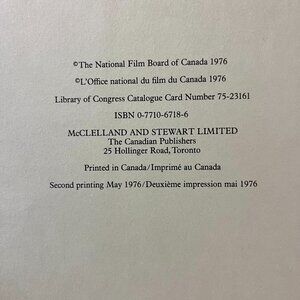 ©The National Film Board of Canada 1976
©L'Office national du film du Canada 1976
Library of Congress Catalogue Card Number 75-23161
ISBN 0-7710-6718-6
McCLELLAND AND STEWART LIMITED
The Canadian Publishers
25 Hollinger Road, Toronto
Printed in Canada/Imprimé au Canada
Second printing May 1976/Deuxième impression mai 1976